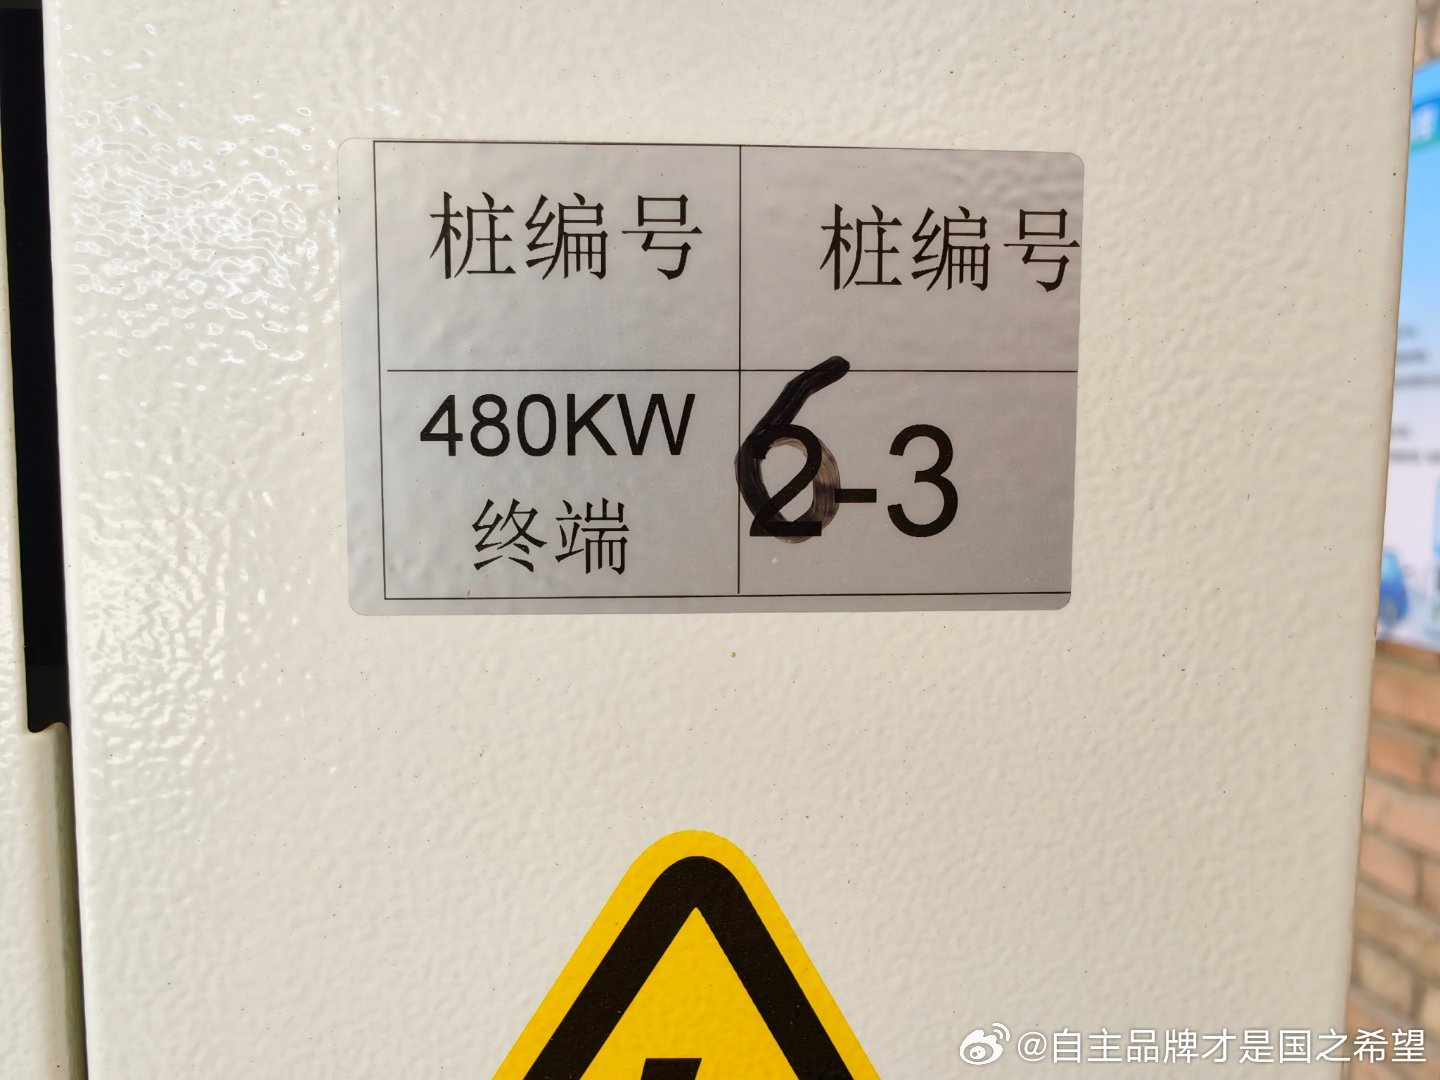 桩编号 桩编号
480KW 6-3
终端
@自主品牌才是国之希望